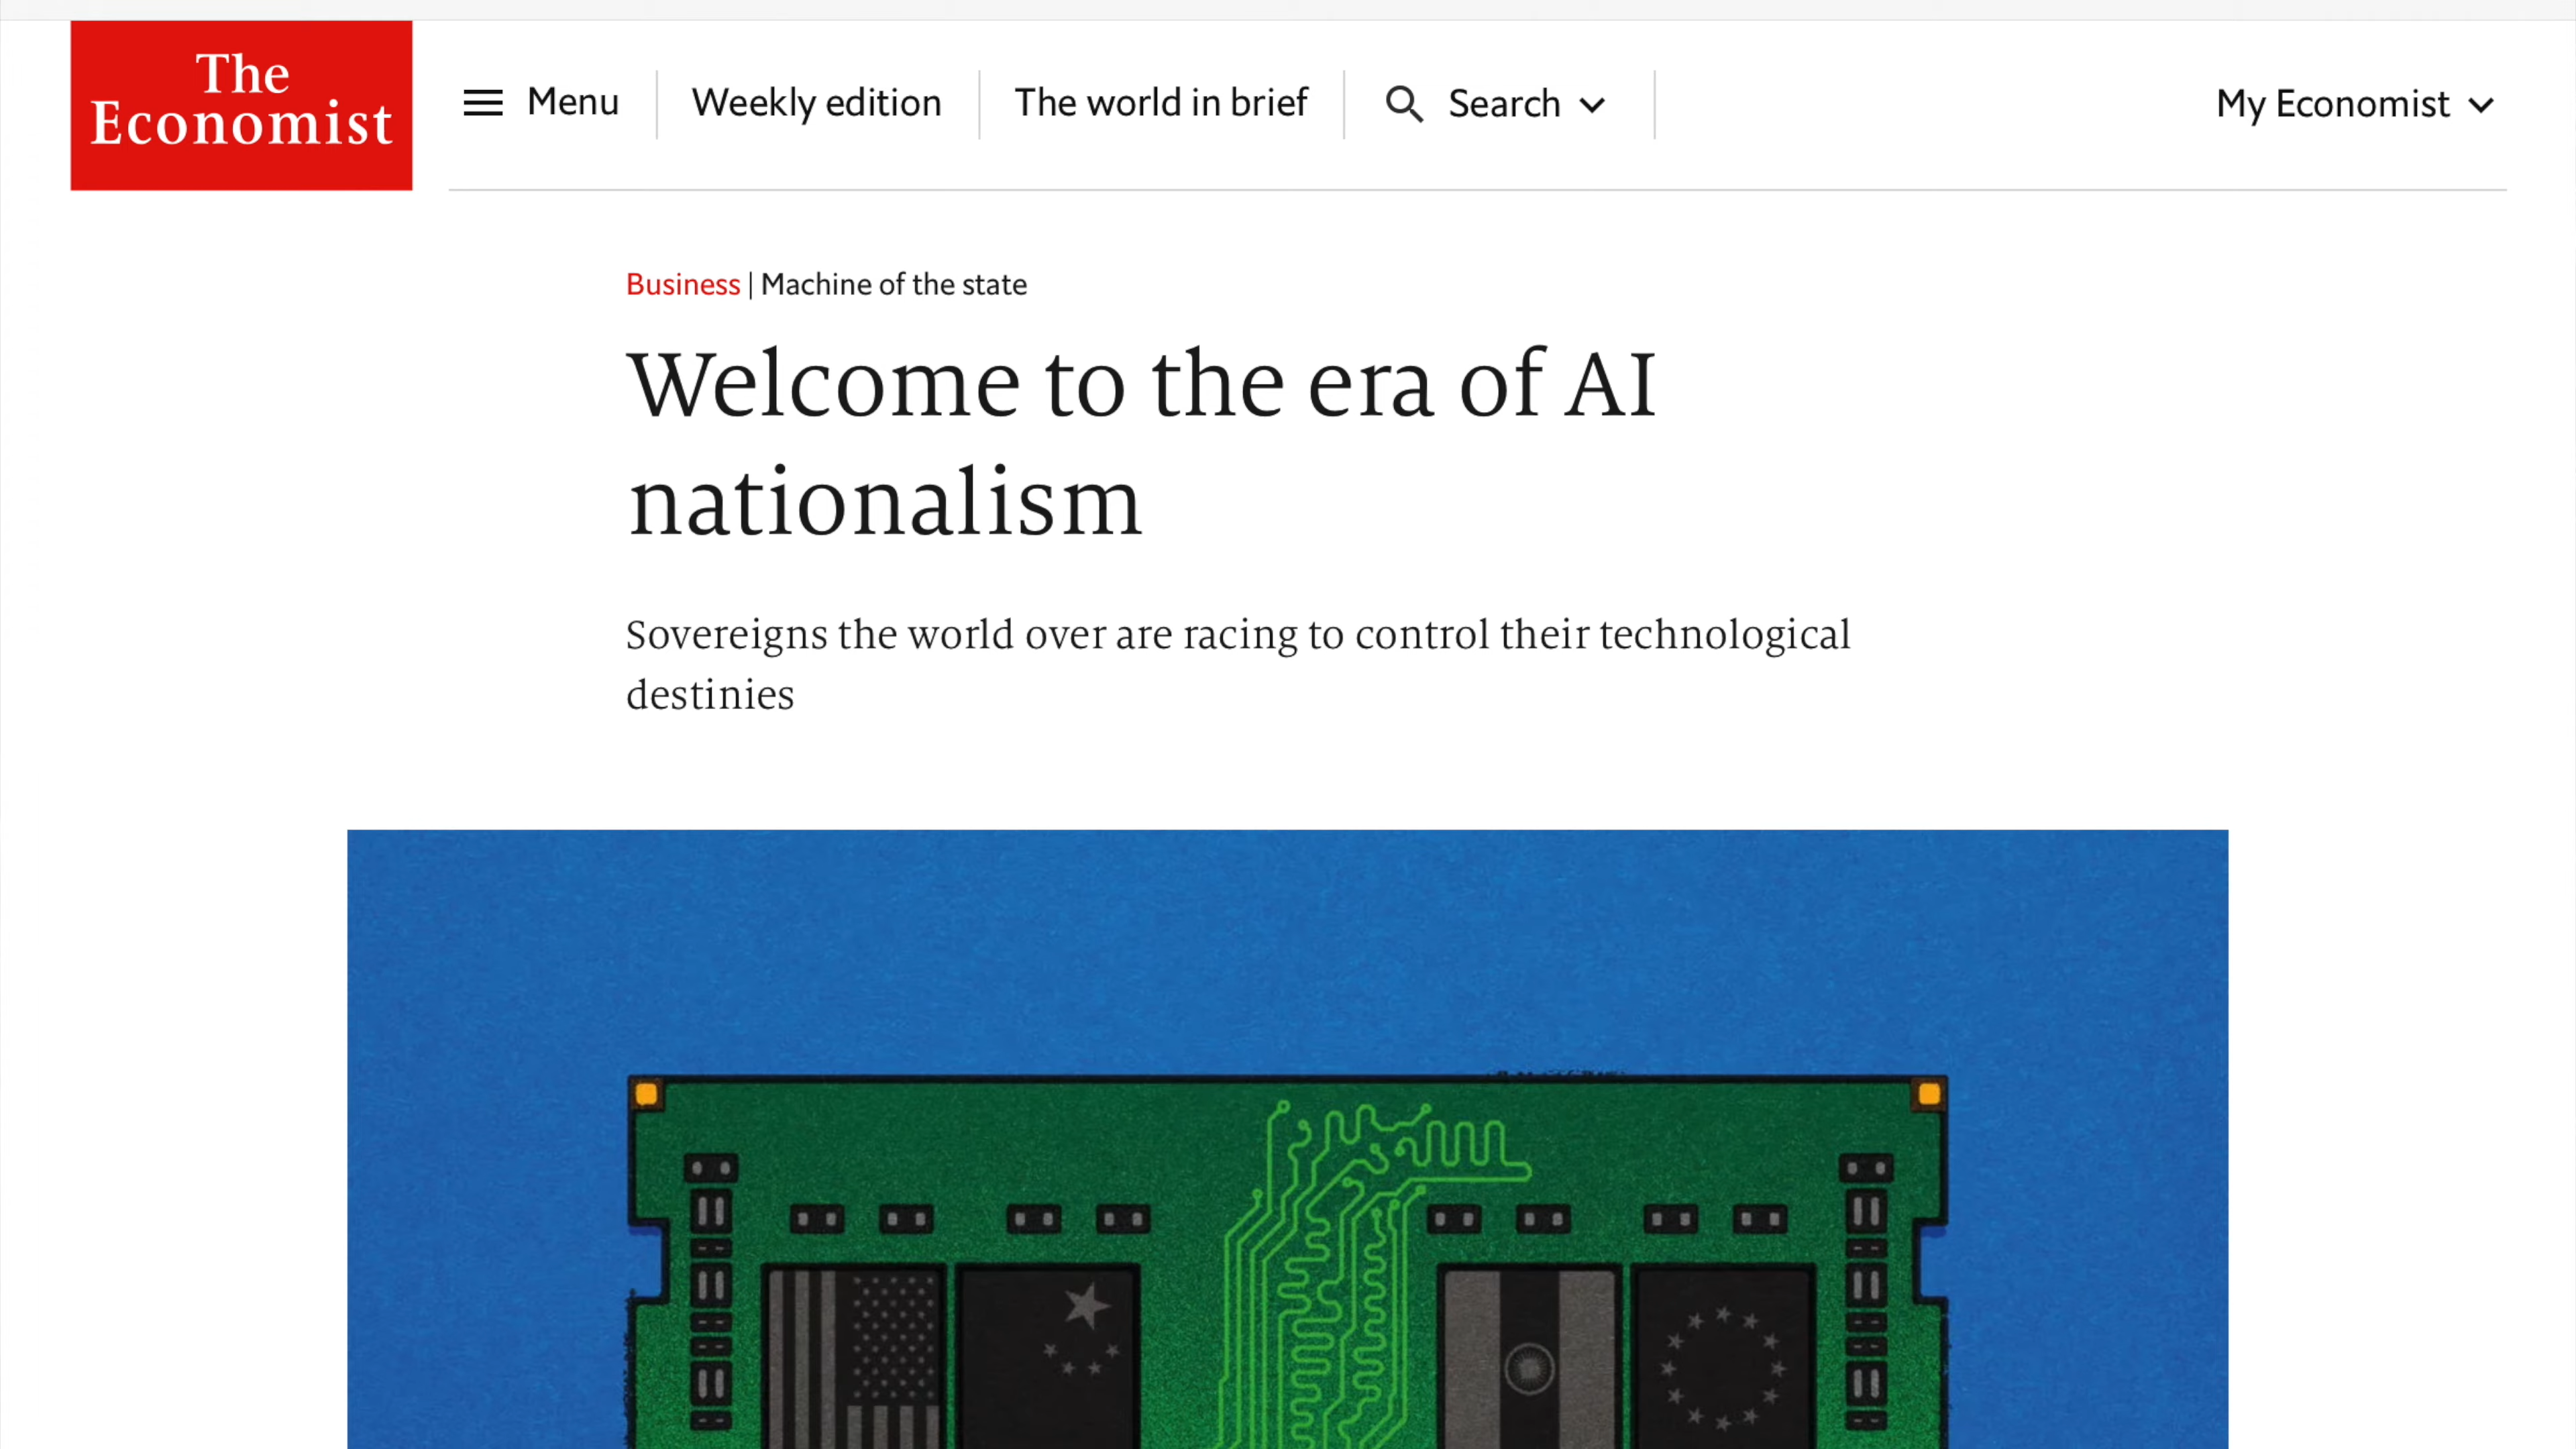 The
Economist
Menu
Weekly edition
The world in brief
Search
My Economist
Business | Machine of the state
Welcome to the era of AI
nationalism
Sovereigns the world over are racing to control their technological
destinies